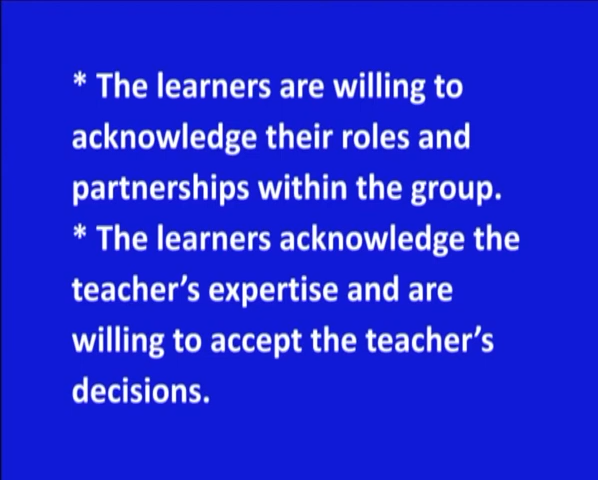 * The learners are willing to
acknowledge their roles and
partnerships within the group.
* The learners acknowledge the
teacher’s expertise and are
willing to accept the teacher’s
decisions.